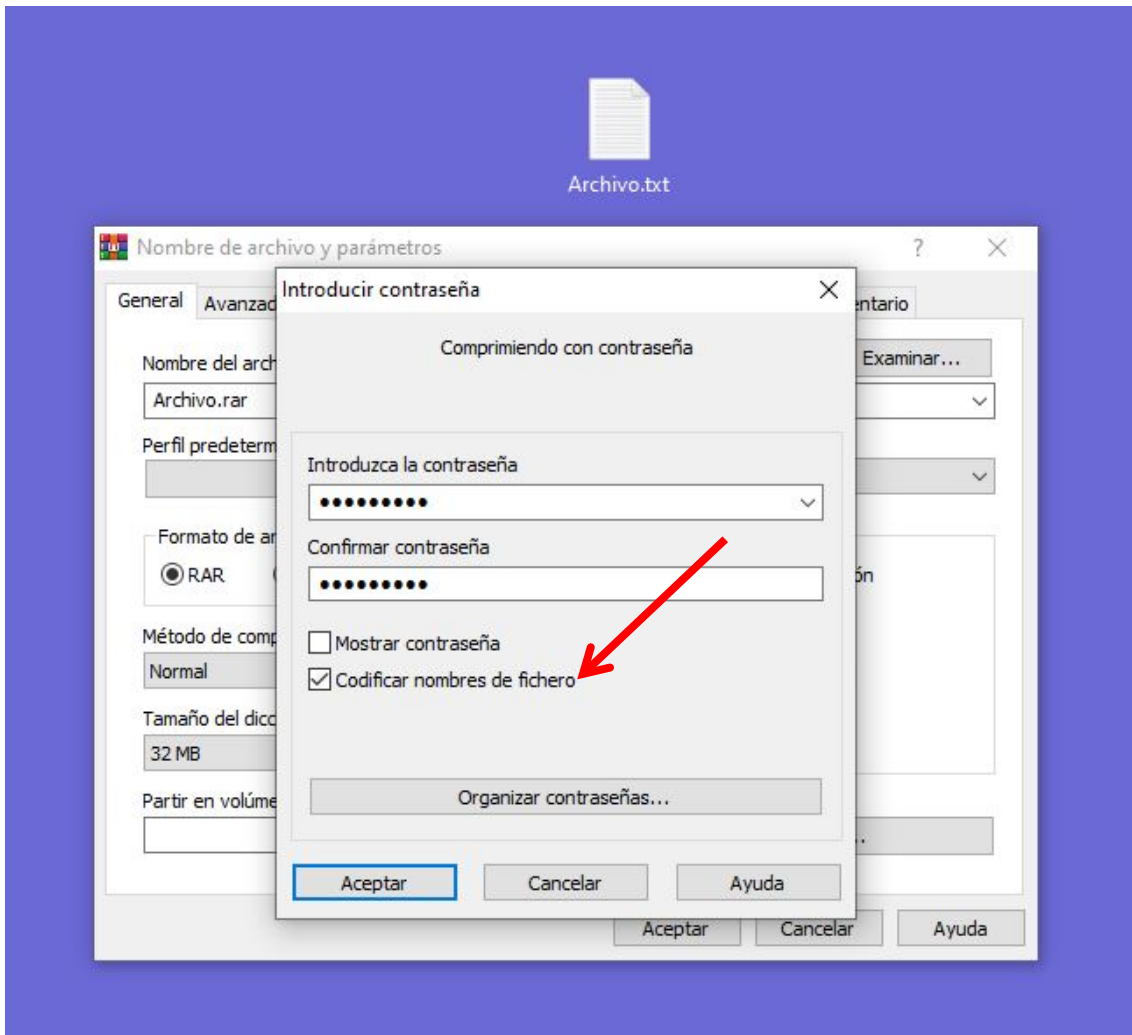 Archivo.txt
Nombre de archivo y parámetros
?
General Avanzad
entario
Introducir contraseña
Comprimiendo con contraseña
Nombre del arch
Examinar...
Archivo.rar
Perfil predeterm
Introduzca la contraseña
•••••••••
Formato de ar
Confirmar contraseña
RAR
ón
•••••••••
Método de comp
Mostrar contraseña
Normal
Codificar nombres de fichero
Tamaño del dicc
32 MB
Partir en volúme
Organizar contraseñas...
Aceptar Cancelar Ayuda
Aceptar Cancelar Ayuda